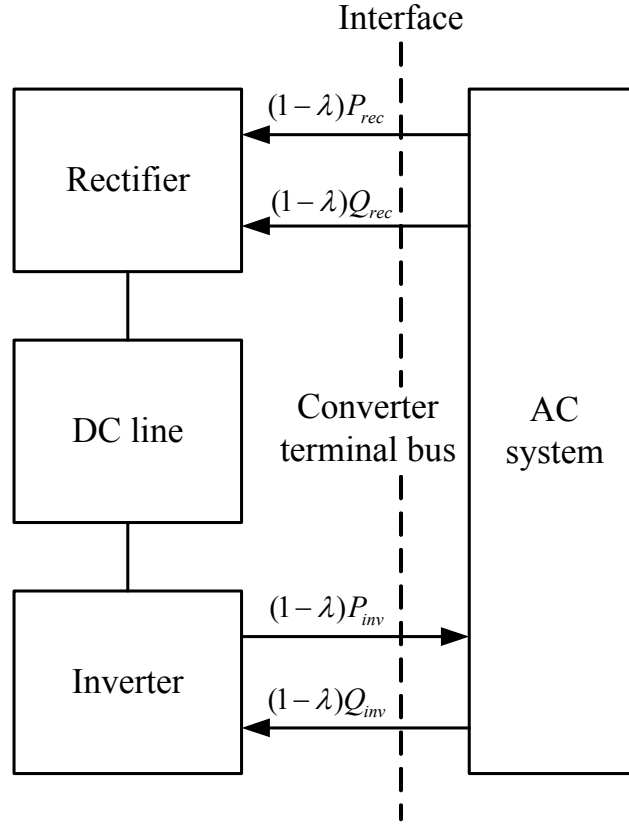 Interface
(1−λ)P_rec
Rectifier
(1−λ)Q_rec
DC line
Converter
terminal bus
AC
system
(1−λ)P_inv
Inverter
(1−λ)Q_inv